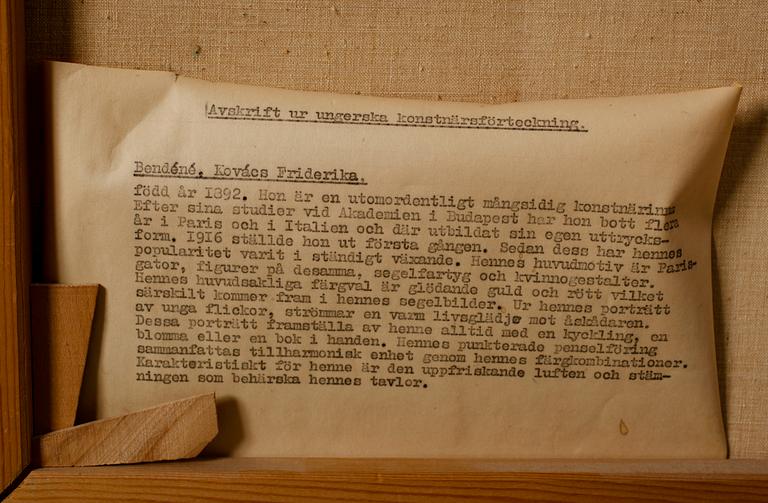 Avskrift ur ungerska konstnärsförteckning.
Bendéné, Kovács Friderika.
född år 1892. Hon är en utomordentligt mångsidig konstnärinna
Efter sina studier vid Akademien i Budapest har hon bott flera
år i Paris och i Italien och där utbildat sin egen uttrycks-
form. 1916 ställde hon ut första gången. Sedan dess har hennes
popularitet varit i ständigt växande. Hennes huvudmotiv är Paris-
gator, figurer på desamma, segelfartyg och kvinnogestalter.
Hennes huvudsakliga färgval är glödande guld och rött vilket
särskilt kommer fram i hennes segelbilder. Ur hennes porträtt
av unga flickor, strömmar en varm livsglädje mot åskådaren.
Dessa porträtt framställa av henne alltid med en kyckling, en
blomma eller en bok i handen. Hennes punkterade penselföring
sammanfattas tillharmonisk enhet genom hennes färgkombinationer.
Karakteristiskt för henne är den uppfriskande luften och stäm-
ningen som behärska hennes tavlor.